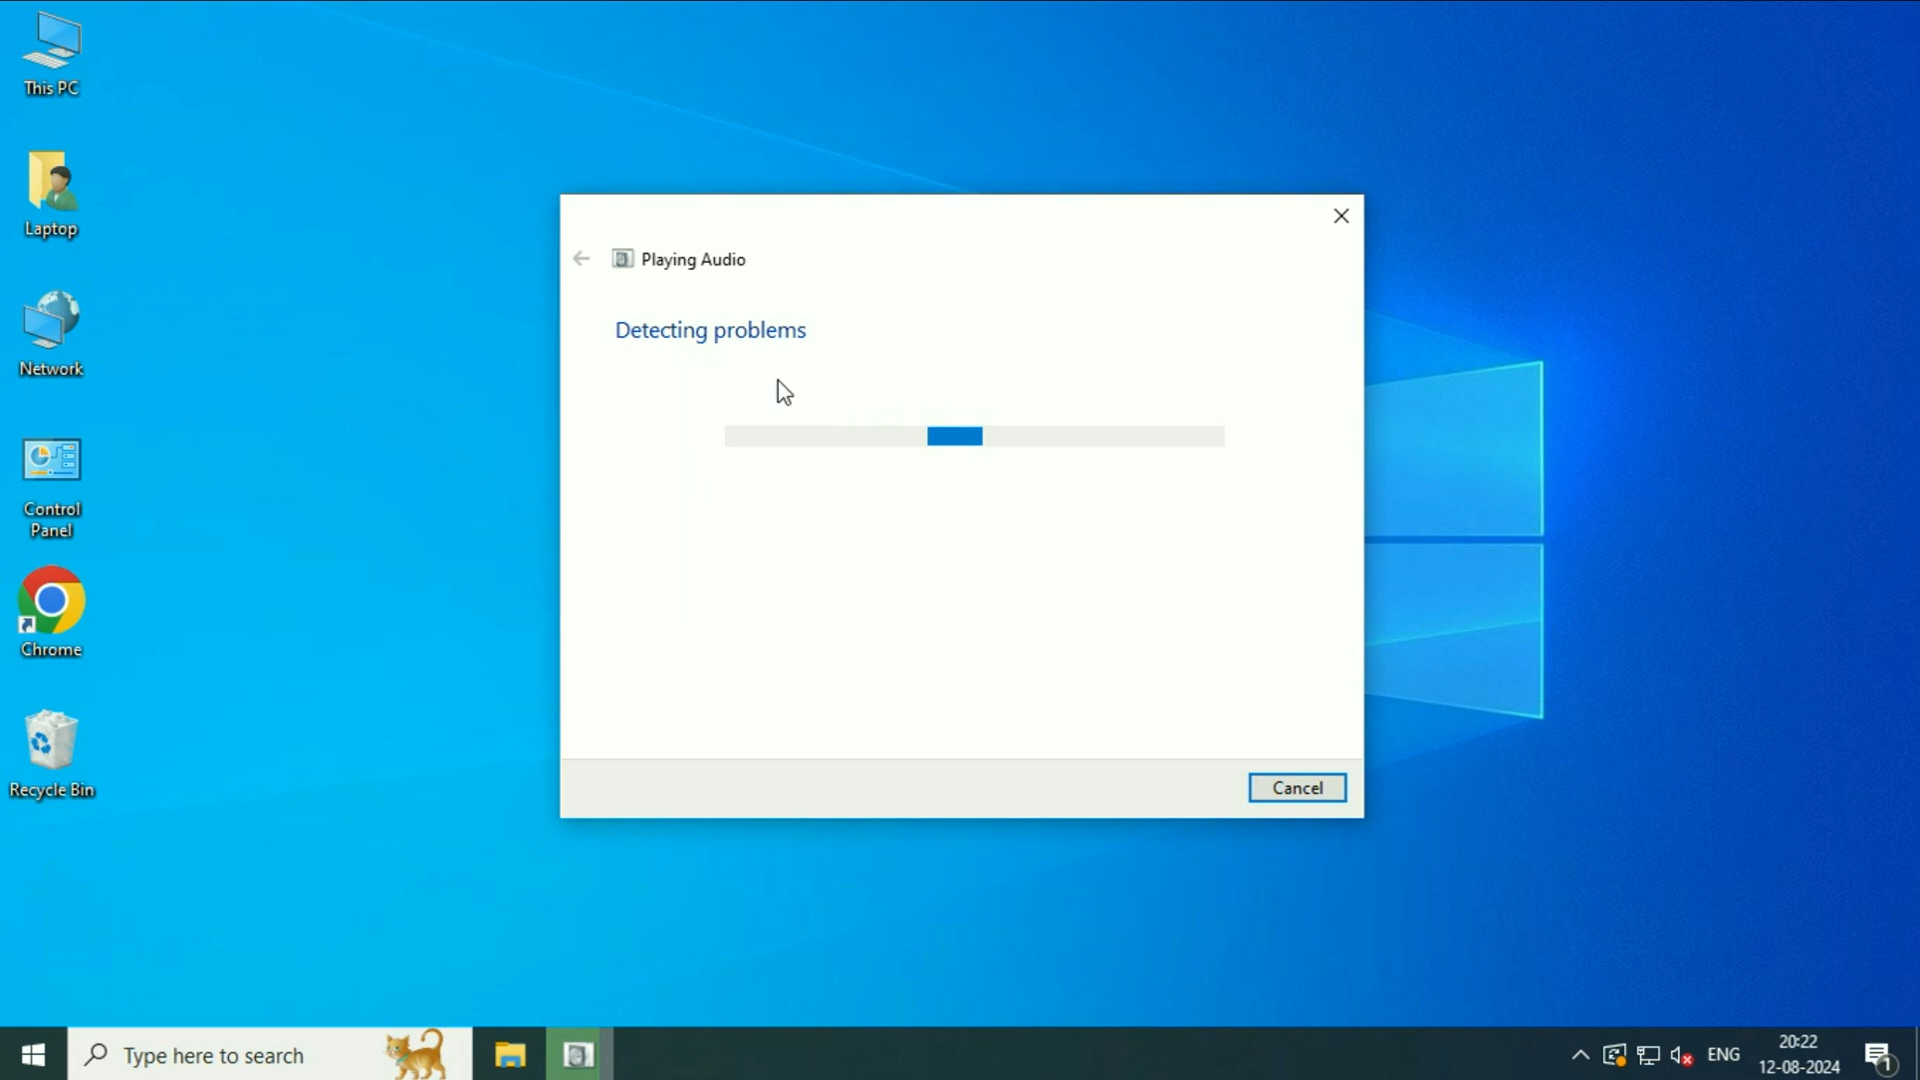 This PC
Laptop
Network
Control
Panel
Chrome
Recycle Bin
Playing Audio
Detecting problems
Cancel
Type here to search
ENG
20:22
12-08-2024
1